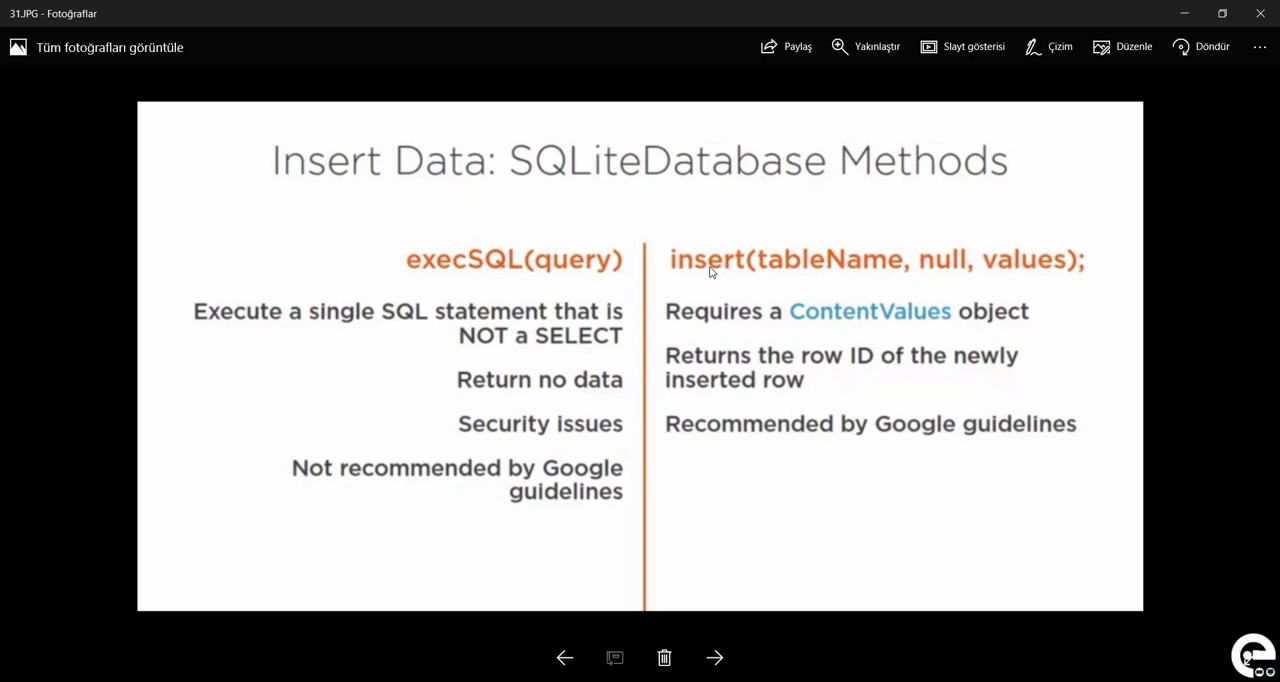 31.JPG - Fotoğraflar
Tüm fotoğrafları görüntüle
Paylaş
Yakınlaştır
Slayt gösterisi
Çizim
Düzenle
Döndür
Insert Data: SQLiteDatabase Methods
execSQL(query)
Execute a single SQL statement that is
NOT a SELECT
Return no data
Security issues
Not recommended by Google
guidelines
insert(tableName, null, values);
Requires a ContentValues object
Returns the row ID of the newly
inserted row
Recommended by Google guidelines